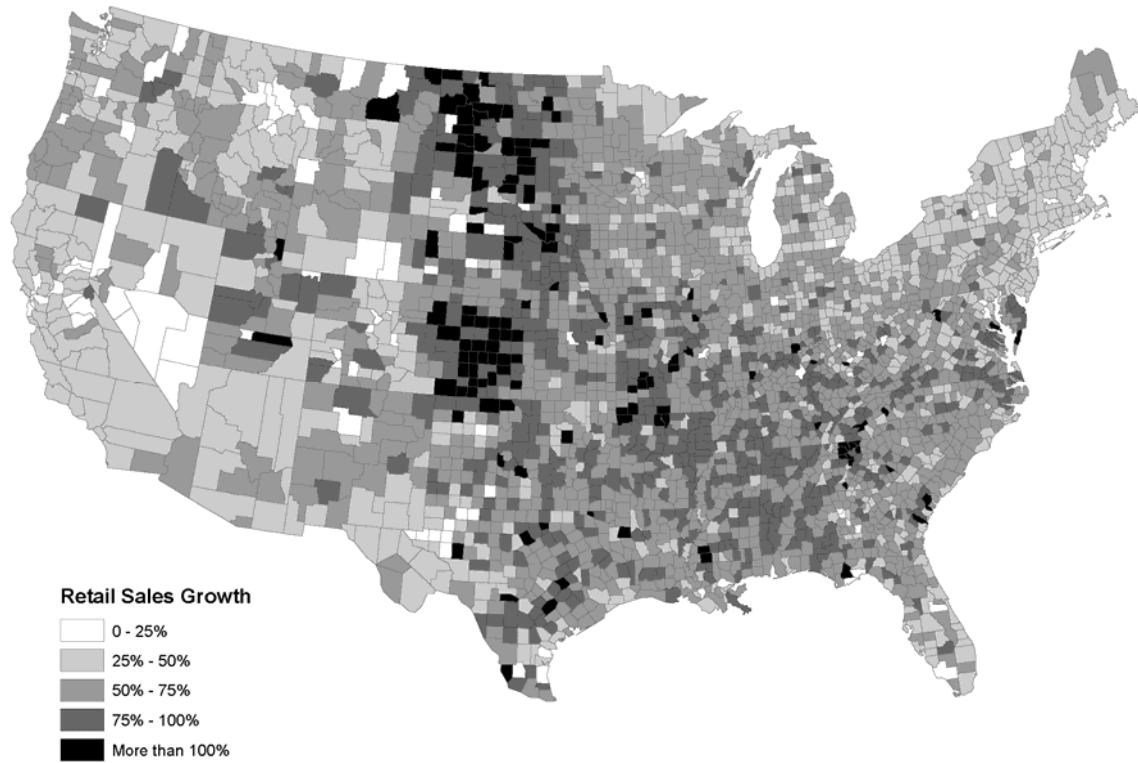 Retail Sales Growth
0 - 25%
25% - 50%
50% - 75%
75% - 100%
More than 100%